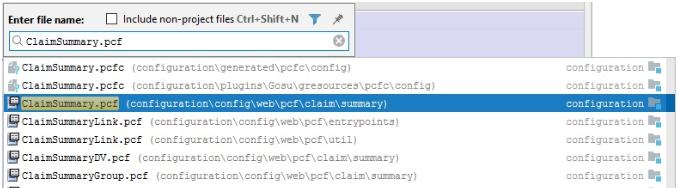 Enter file name: Include non-project files Ctrl+Shift+N
ClaimSummary.pcf
ClaimSummary.pcfc (configuration\generated\pcfc\config) configuration
ClaimSummary.pcfc (configuration\plugins\Gosu\gresources\pcfc\config) configuration
ClaimSummary.pcf (configuration\config\web\pcf\claim\summary) configuration
ClaimSummaryLink.pcf (configuration\config\web\pcf\entrypoints) configuration
ClaimSummaryLink.pcf (configuration\config\web\pcf\util) configuration
ClaimSummaryDV.pcf (configuration\config\web\pcf\claim\summary) configuration
ClaimSummaryGroup.pcf (configuration\config\web\pcf\claim\summary) configuration